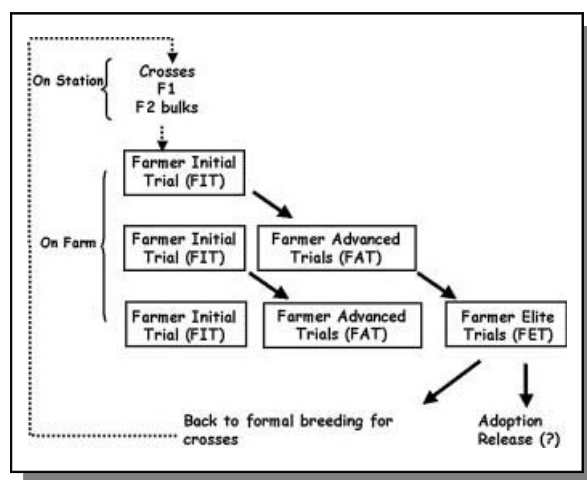 On Station
Crosses
F1
F2 bulks
Farmer Initial
Trial (FIT)
On Farm
Farmer Initial
Trial (FIT)
Farmer Advanced
Trials (FAT)
Farmer Initial
Trial (FIT)
Farmer Advanced
Trials (FAT)
Farmer Elite
Trials (FET)
Back to formal breeding for
crosses
Adoption
Release (?)